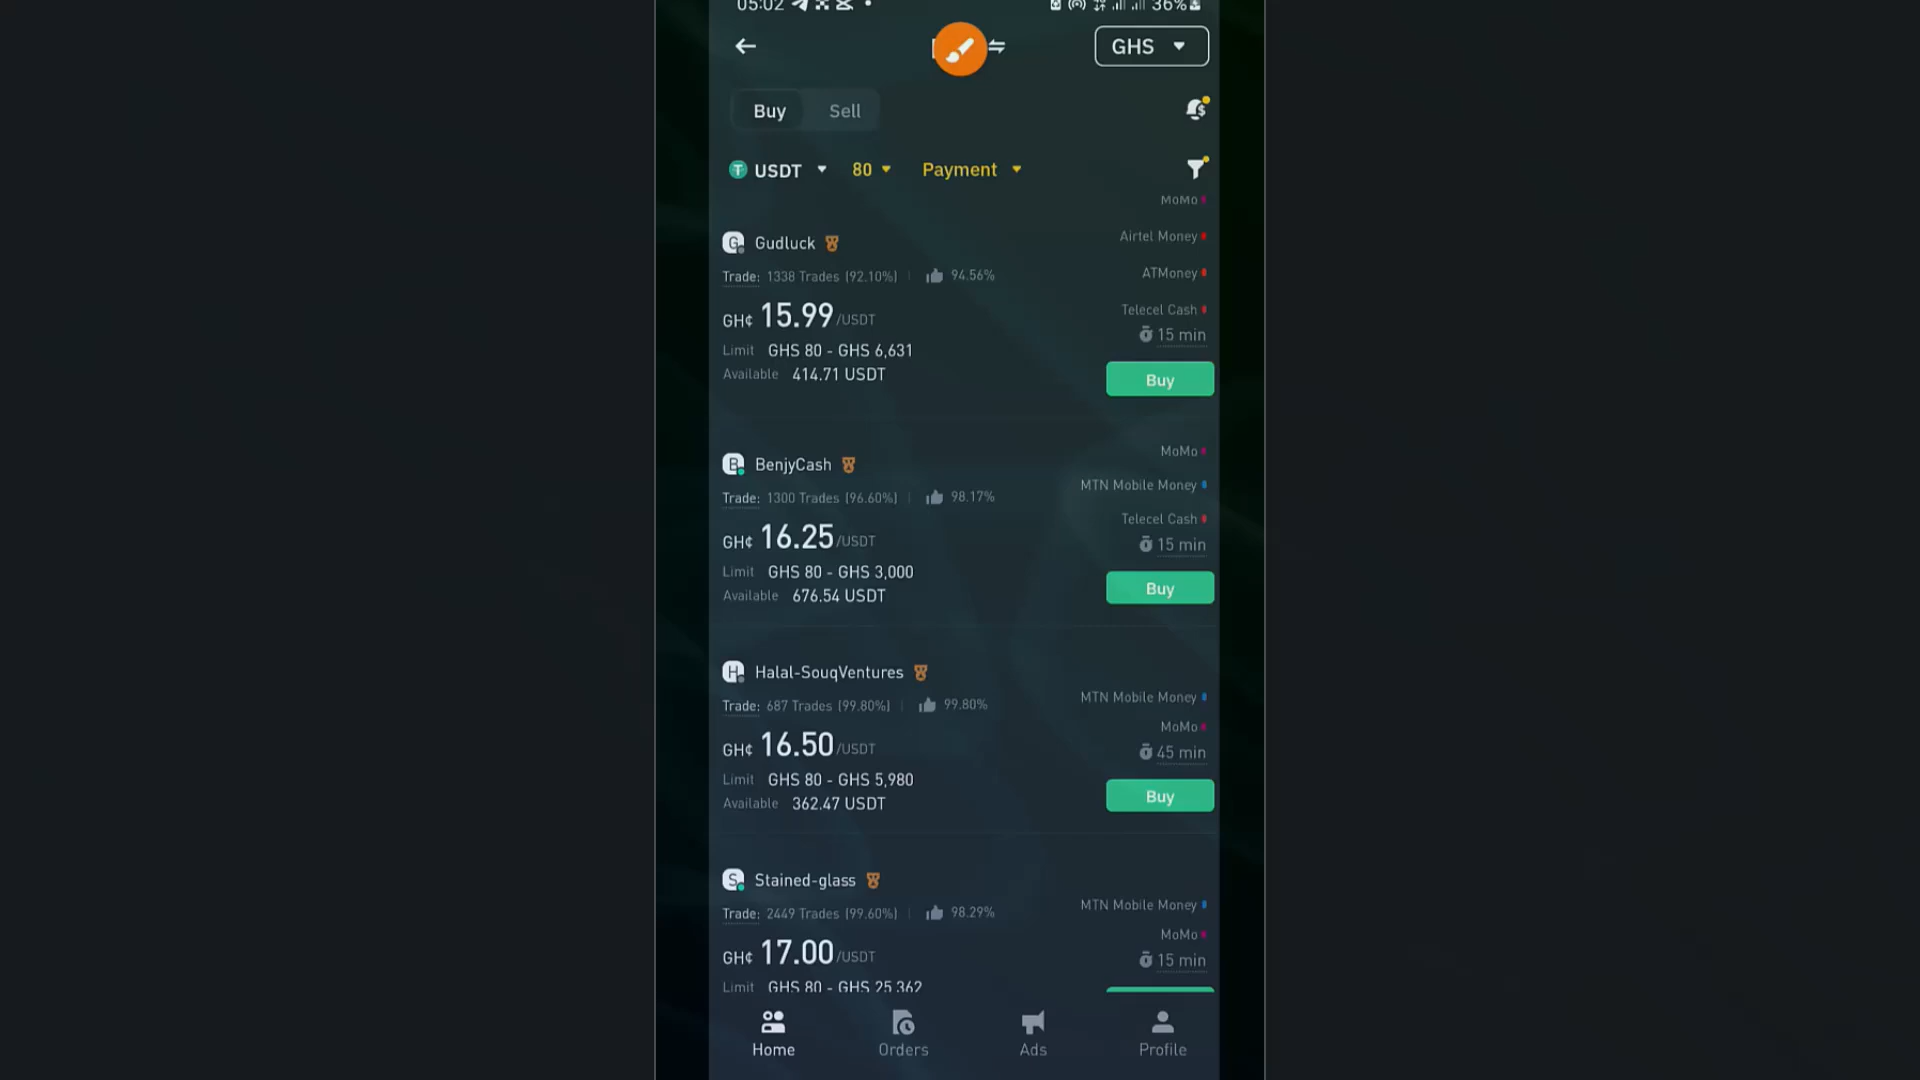 05:02
36%
GHS
Buy Sell
USDT 80 Payment
MoMo
G Gudluck
Airtel Money
Trade: 1338 Trades (92.10%) | 94.56%
ATMoney
GH¢ 15.99 /USDT
Telecel Cash
15 min
Limit GHS 80 - GHS 6,631
Available 414.71 USDT
Buy
B BenjyCash
MoMo
Trade: 1300 Trades (96.60%) | 98.17%
MTN Mobile Money
GH¢ 16.25 /USDT
Telecel Cash
15 min
Limit GHS 80 - GHS 3,000
Available 676.54 USDT
Buy
H Halal-SouqVentures
Trade: 687 Trades (99.80%) | 99.80%
MTN Mobile Money
MoMo
GH¢ 16.50 /USDT
45 min
Limit GHS 80 - GHS 5,980
Available 362.47 USDT
Buy
S Stained-glass
Trade: 2449 Trades (99.60%) | 98.29%
MTN Mobile Money
MoMo
GH¢ 17.00 /USDT
15 min
Limit GHS 80 - GHS 25,362
Home Orders Ads Profile